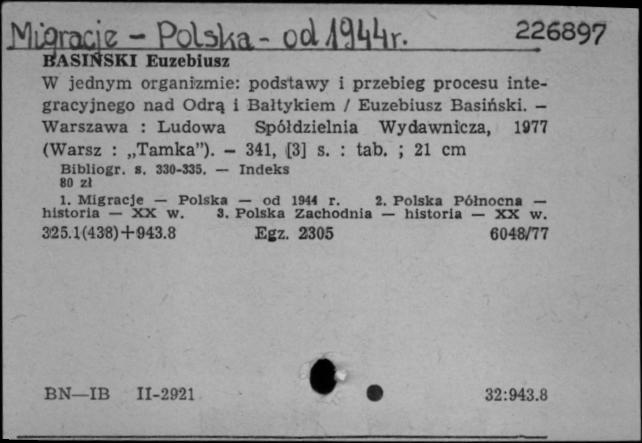 Migracje – Polska – od 1944 r. 226897
BASIŃSKI Euzebiusz
W jednym organizmie: podstawy i przebieg procesu inte-
gracyjnego nad Odrą i Bałtykiem / Euzebiusz Basiński. –
Warszawa : Ludowa Spółdzielnia Wydawnicza, 1977
(Warsz : „Tamka”). – 341, [3] s. : tab. ; 21 cm
Bibliogr. s. 330-335. — Indeks
80 zł
1. Migracje — Polska — od 1944 r. 2. Polska Północna —
historia — XX w. 3. Polska Zachodnia — historia — XX w.
325.1(438)+943.8 Egz. 2305 6048/77
BN—IB II-2921 32:943.8